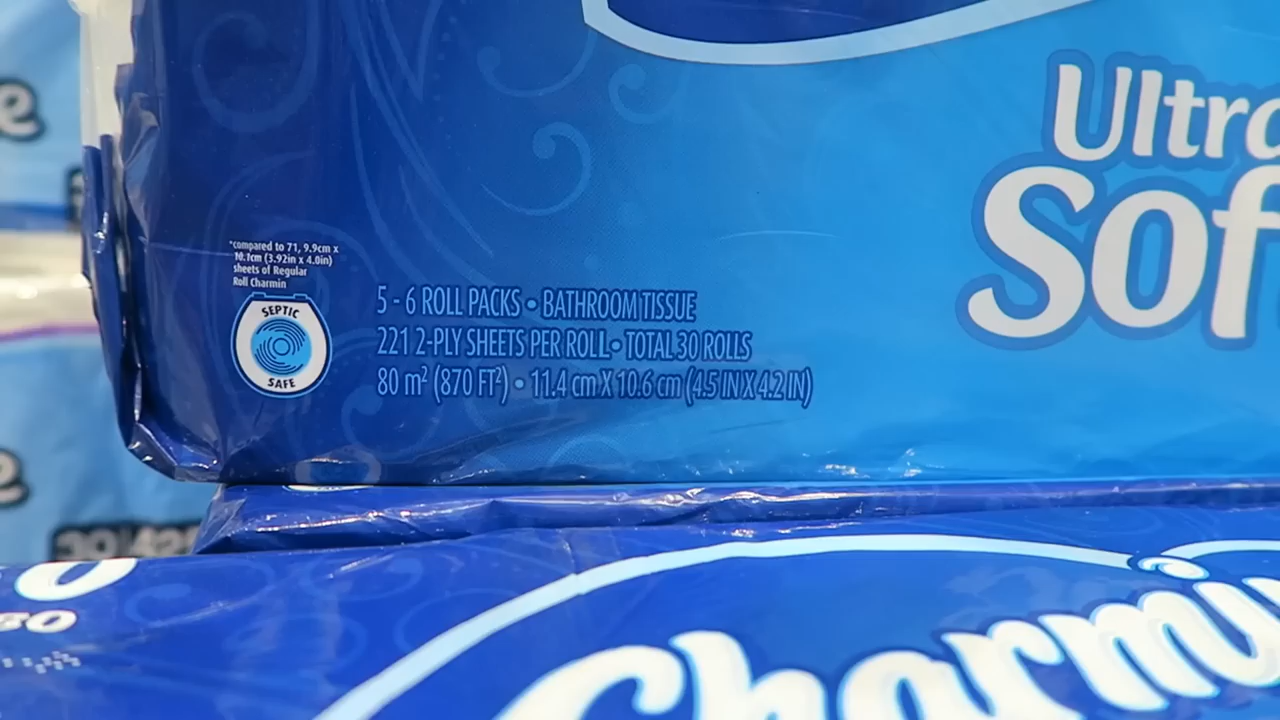 Ultra
Soft
*compared to 71, 9.9cm x
10.1cm (3.92in x 4.0in)
sheets of Regular
Roll Charmin
SEPTIC
SAFE
5 - 6 ROLL PACKS • BATHROOM TISSUE
221 2-PLY SHEETS PER ROLL • TOTAL 30 ROLLS
80 m² (870 FT²) • 11.4 cm X 10.6 cm (4.5 IN X 4.2 IN)
Charmin